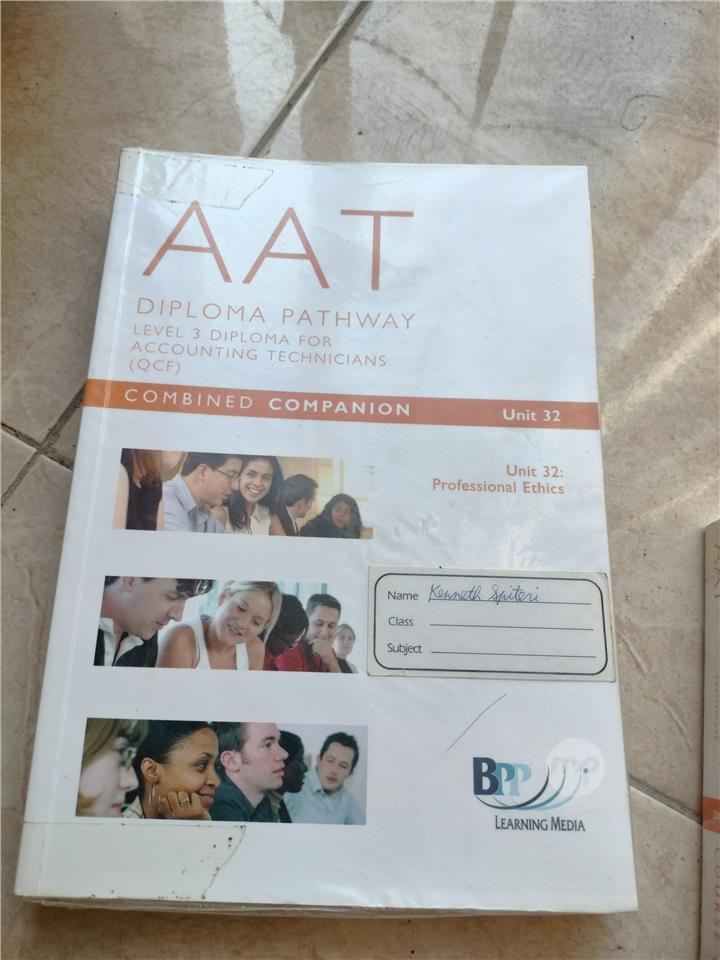 AAT
DIPLOMA PATHWAY
LEVEL 3 DIPLOMA FOR
ACCOUNTING TECHNICIANS
(QCF)
COMBINED COMPANION Unit 32
Unit 32:
Professional Ethics
Name Kenneth Spiteri
Class
Subject
BPP
LEARNING MEDIA
mp